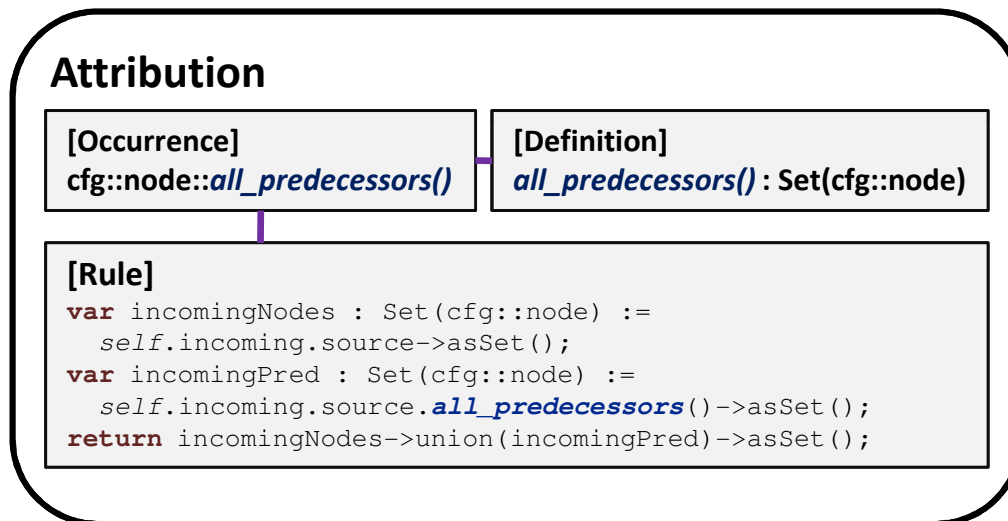 Attribution
[Occurrence]
cfg::node::all_predecessors()
[Definition]
all_predecessors() : Set(cfg::node)
[Rule]
var incomingNodes : Set(cfg::node) :=
self.incoming.source->asSet();
var incomingPred : Set(cfg::node) :=
self.incoming.source.all_predecessors()->asSet();
return incomingNodes->union(incomingPred)->asSet();